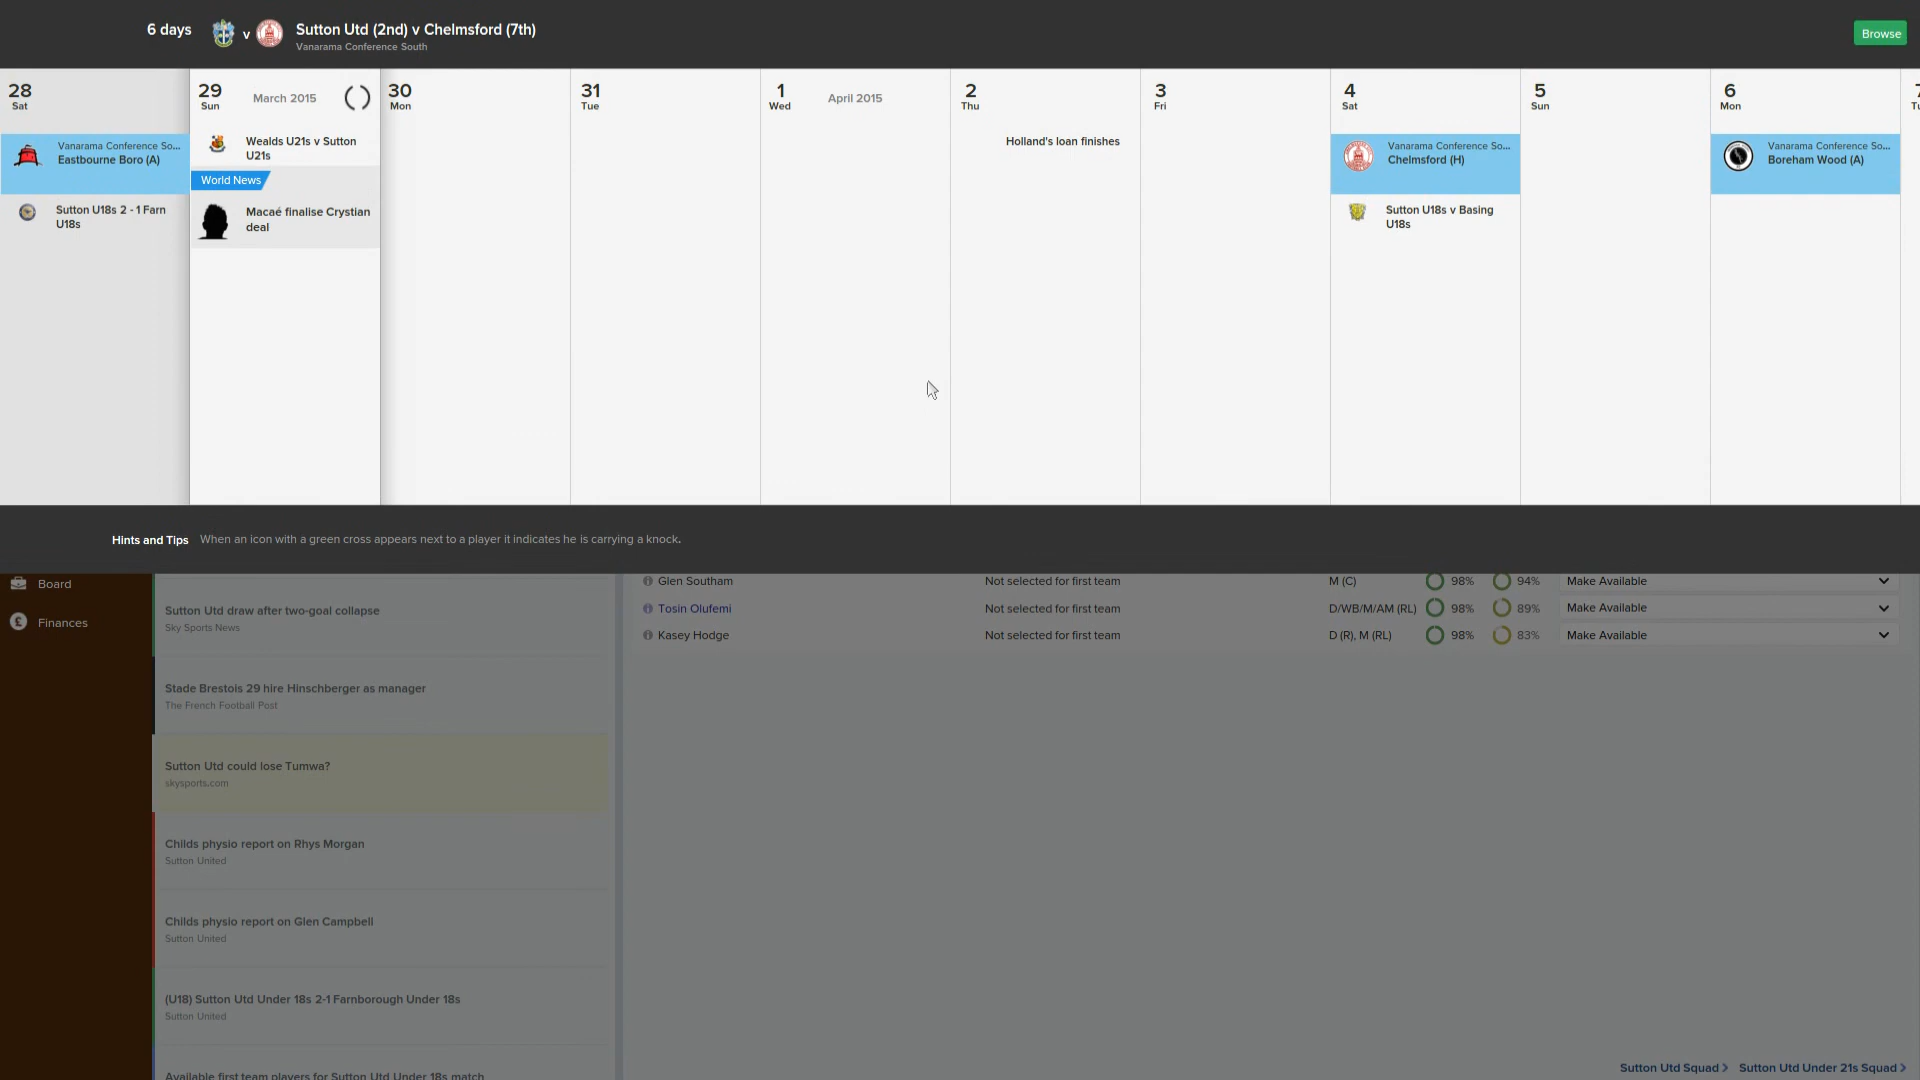 6 days
v
Sutton Utd (2nd) v Chelmsford (7th)
Vanarama Conference South
Browse
28
Sat
29
Sun
March 2015
30
Mon
31
Tue
1
Wed
April 2015
2
Thu
3
Fri
4
Sat
5
Sun
6
Mon
Vanarama Conference So...
Eastbourne Boro (A)
Sutton U18s 2 - 1 Farn
U18s
Wealds U21s v Sutton
U21s
World News
Macaé finalise Crystian
deal
Holland's loan finishes
Vanarama Conference So...
Chelmsford (H)
Sutton U18s v Basing
U18s
Vanarama Conference So...
Boreham Wood (A)
Hints and Tips When an icon with a green cross appears next to a player it indicates he is carrying a knock.
Board
Finances
Sutton Utd draw after two-goal collapse
Sky Sports News
Stade Brestois 29 hire Hinschberger as manager
The French Football Post
Sutton Utd could lose Tumwa?
skysports.com
Childs physio report on Rhys Morgan
Sutton United
Childs physio report on Glen Campbell
Sutton United
(U18) Sutton Utd Under 18s 2-1 Farnborough Under 18s
Sutton United
Available first team players for Sutton Utd Under 18s match
Glen Southam Not selected for first team M (C) 98% 94% Make Available
Tosin Olufemi Not selected for first team D/WB/M/AM (RL) 98% 89% Make Available
Kasey Hodge Not selected for first team D (R), M (RL) 98% 83% Make Available
Sutton Utd Squad Sutton Utd Under 21s Squad